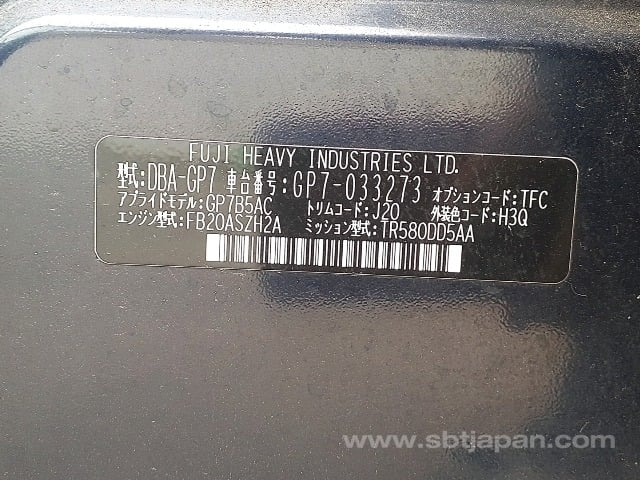 FUJI HEAVY INDUSTRIES LTD.
型式:DBA-GP7 車台番号:GP7-033273 オプションコード:TFC
アプライドモデル:GP7B5AC トリムコード:J20 外装色コード:H3Q
エンジン型式:FB20ASZH2A ミッション型式:TR580DD5AA
www.sbtjapan.com